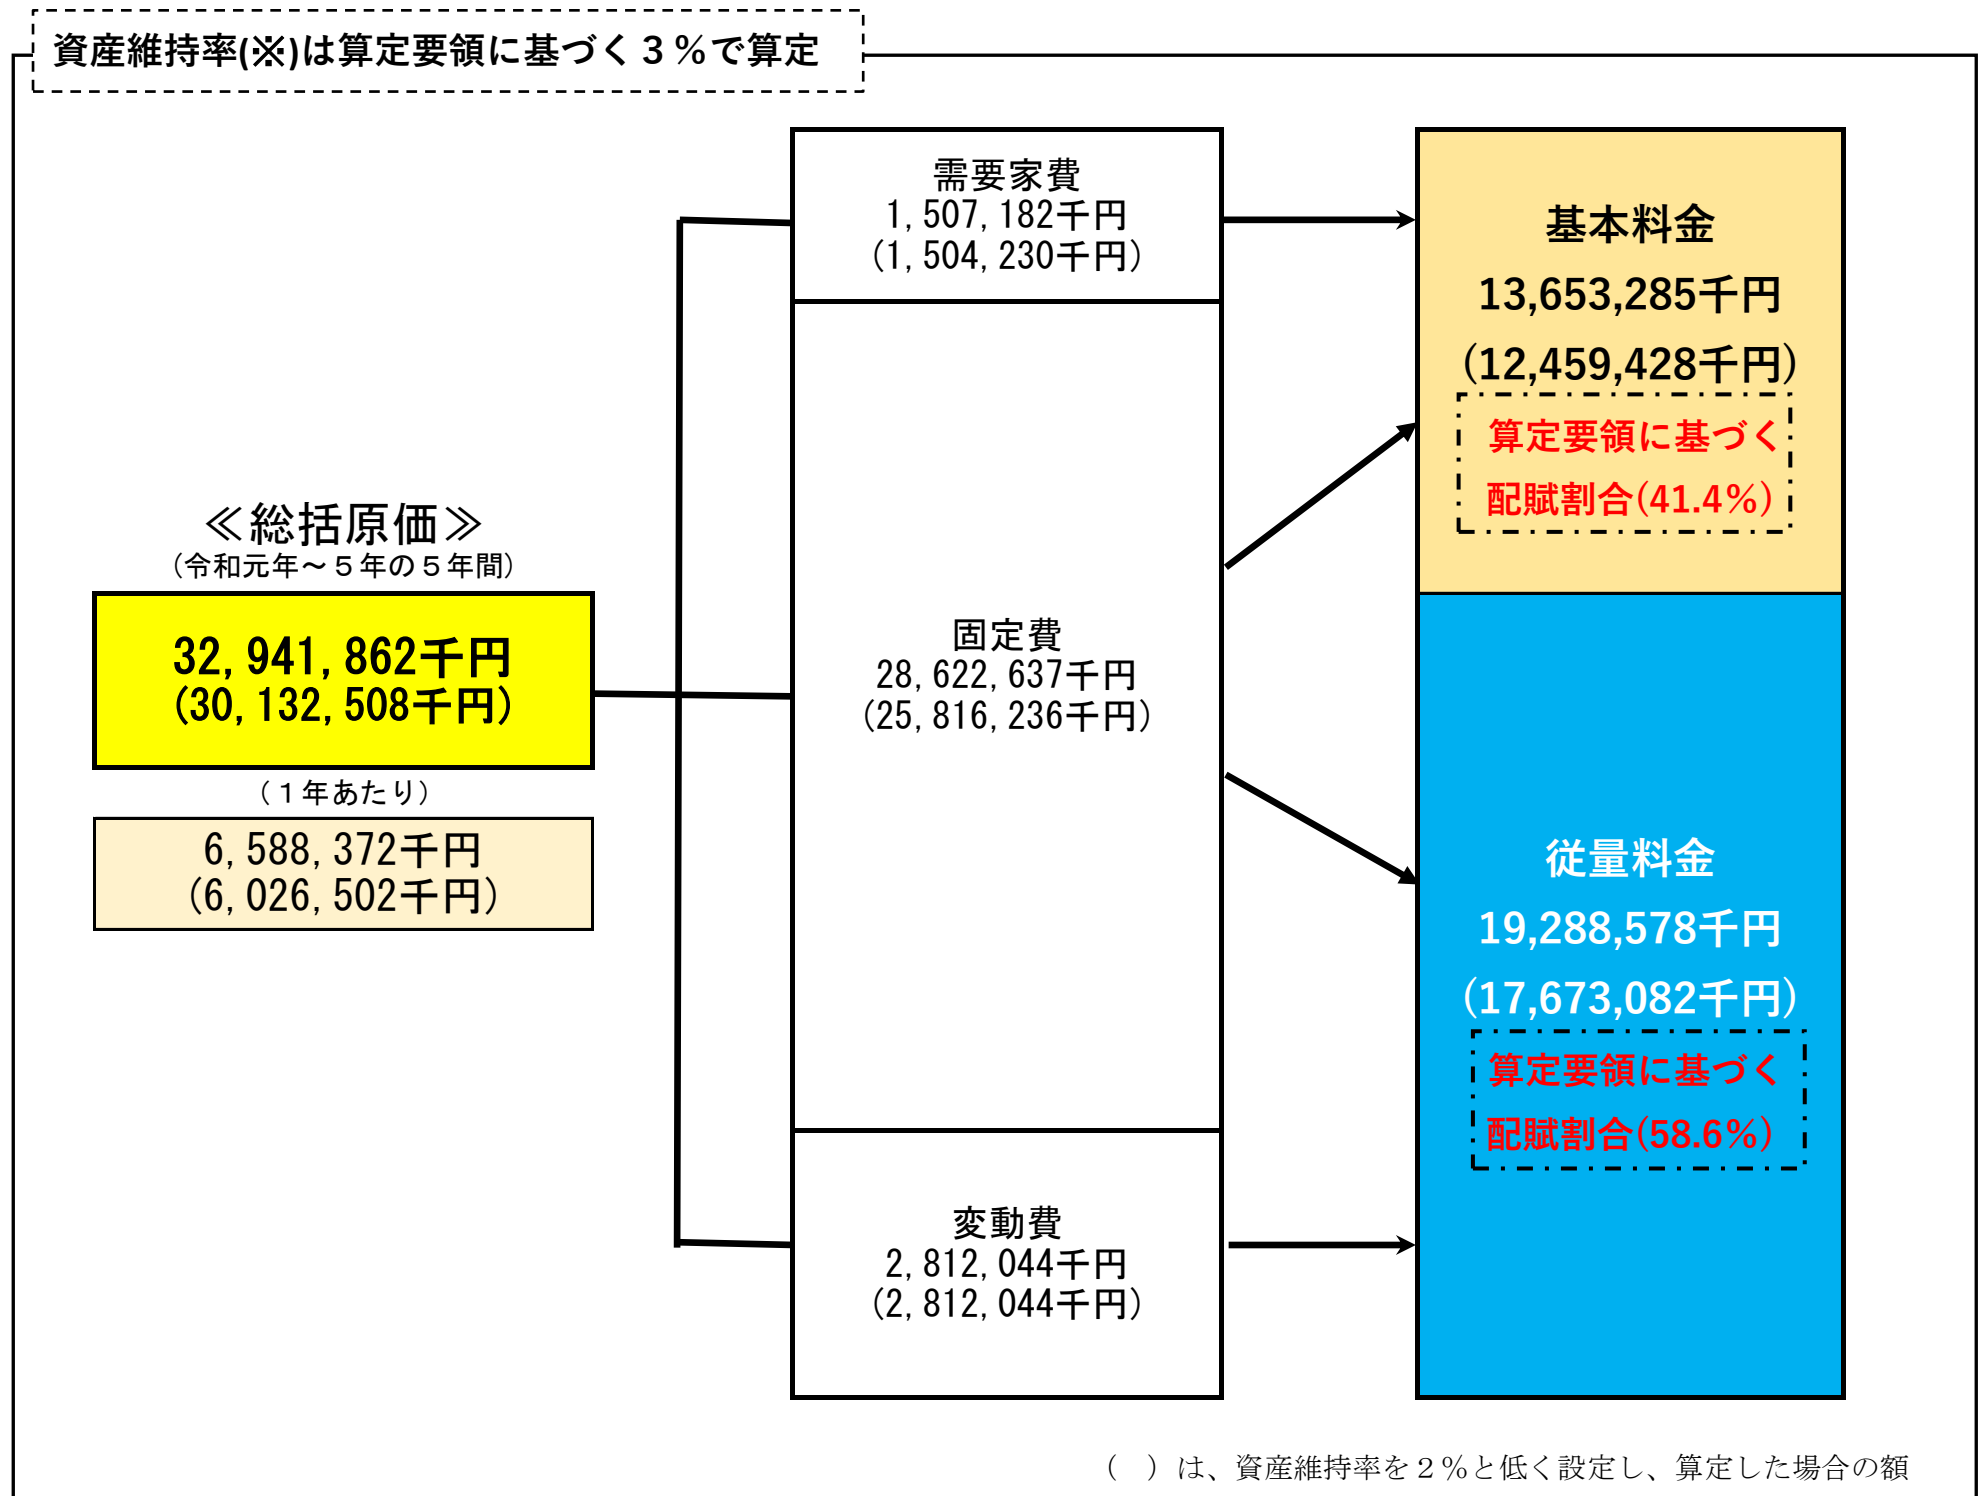 資産維持率(※)は算定要領に基づく３％で算定
≪総括原価≫
（令和元年～５年の５年間）
32,941,862千円
(30,132,508千円)
（１年あたり）
6,588,372千円
(6,026,502千円)
需要家費
1,507,182千円
(1,504,230千円)
固定費
28,622,637千円
(25,816,236千円)
変動費
2,812,044千円
(2,812,044千円)
基本料金
13,653,285千円
(12,459,428千円)
算定要領に基づく
配賦割合(41.4％)
従量料金
19,288,578千円
(17,673,082千円)
算定要領に基づく
配賦割合(58.6％)
（　）は、資産維持率を２％と低く設定し、算定した場合の額